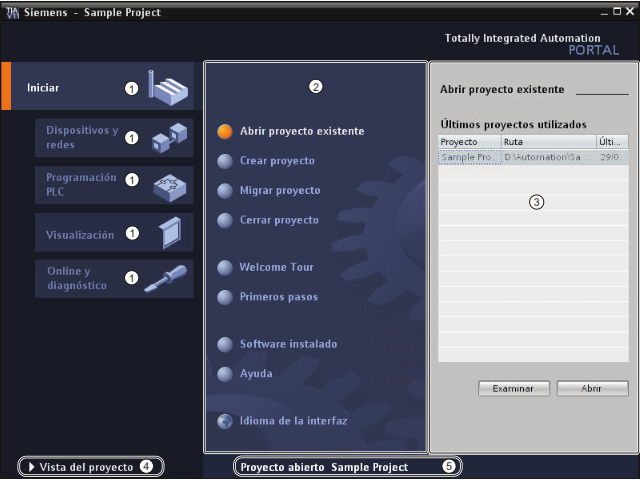 Siemens - Sample Project
Totally Integrated Automation
PORTAL
Iniciar 1
Dispositivos y
redes 1
Programación
PLC 1
Visualización 1
Online y
diagnóstico 1
2
Abrir proyecto existente
Crear proyecto
Migrar proyecto
Cerrar proyecto
Welcome Tour
Primeros pasos
Software instalado
Ayuda
Idioma de la interfaz
Abrir proyecto existente
Últimos proyectos utilizados
Proyecto Ruta Últi...
Sample Pro... D:\Automation\Sa... 29/0...
3
Examinar Abrir
Vista del proyecto 4
Proyecto abierto Sample Project 5